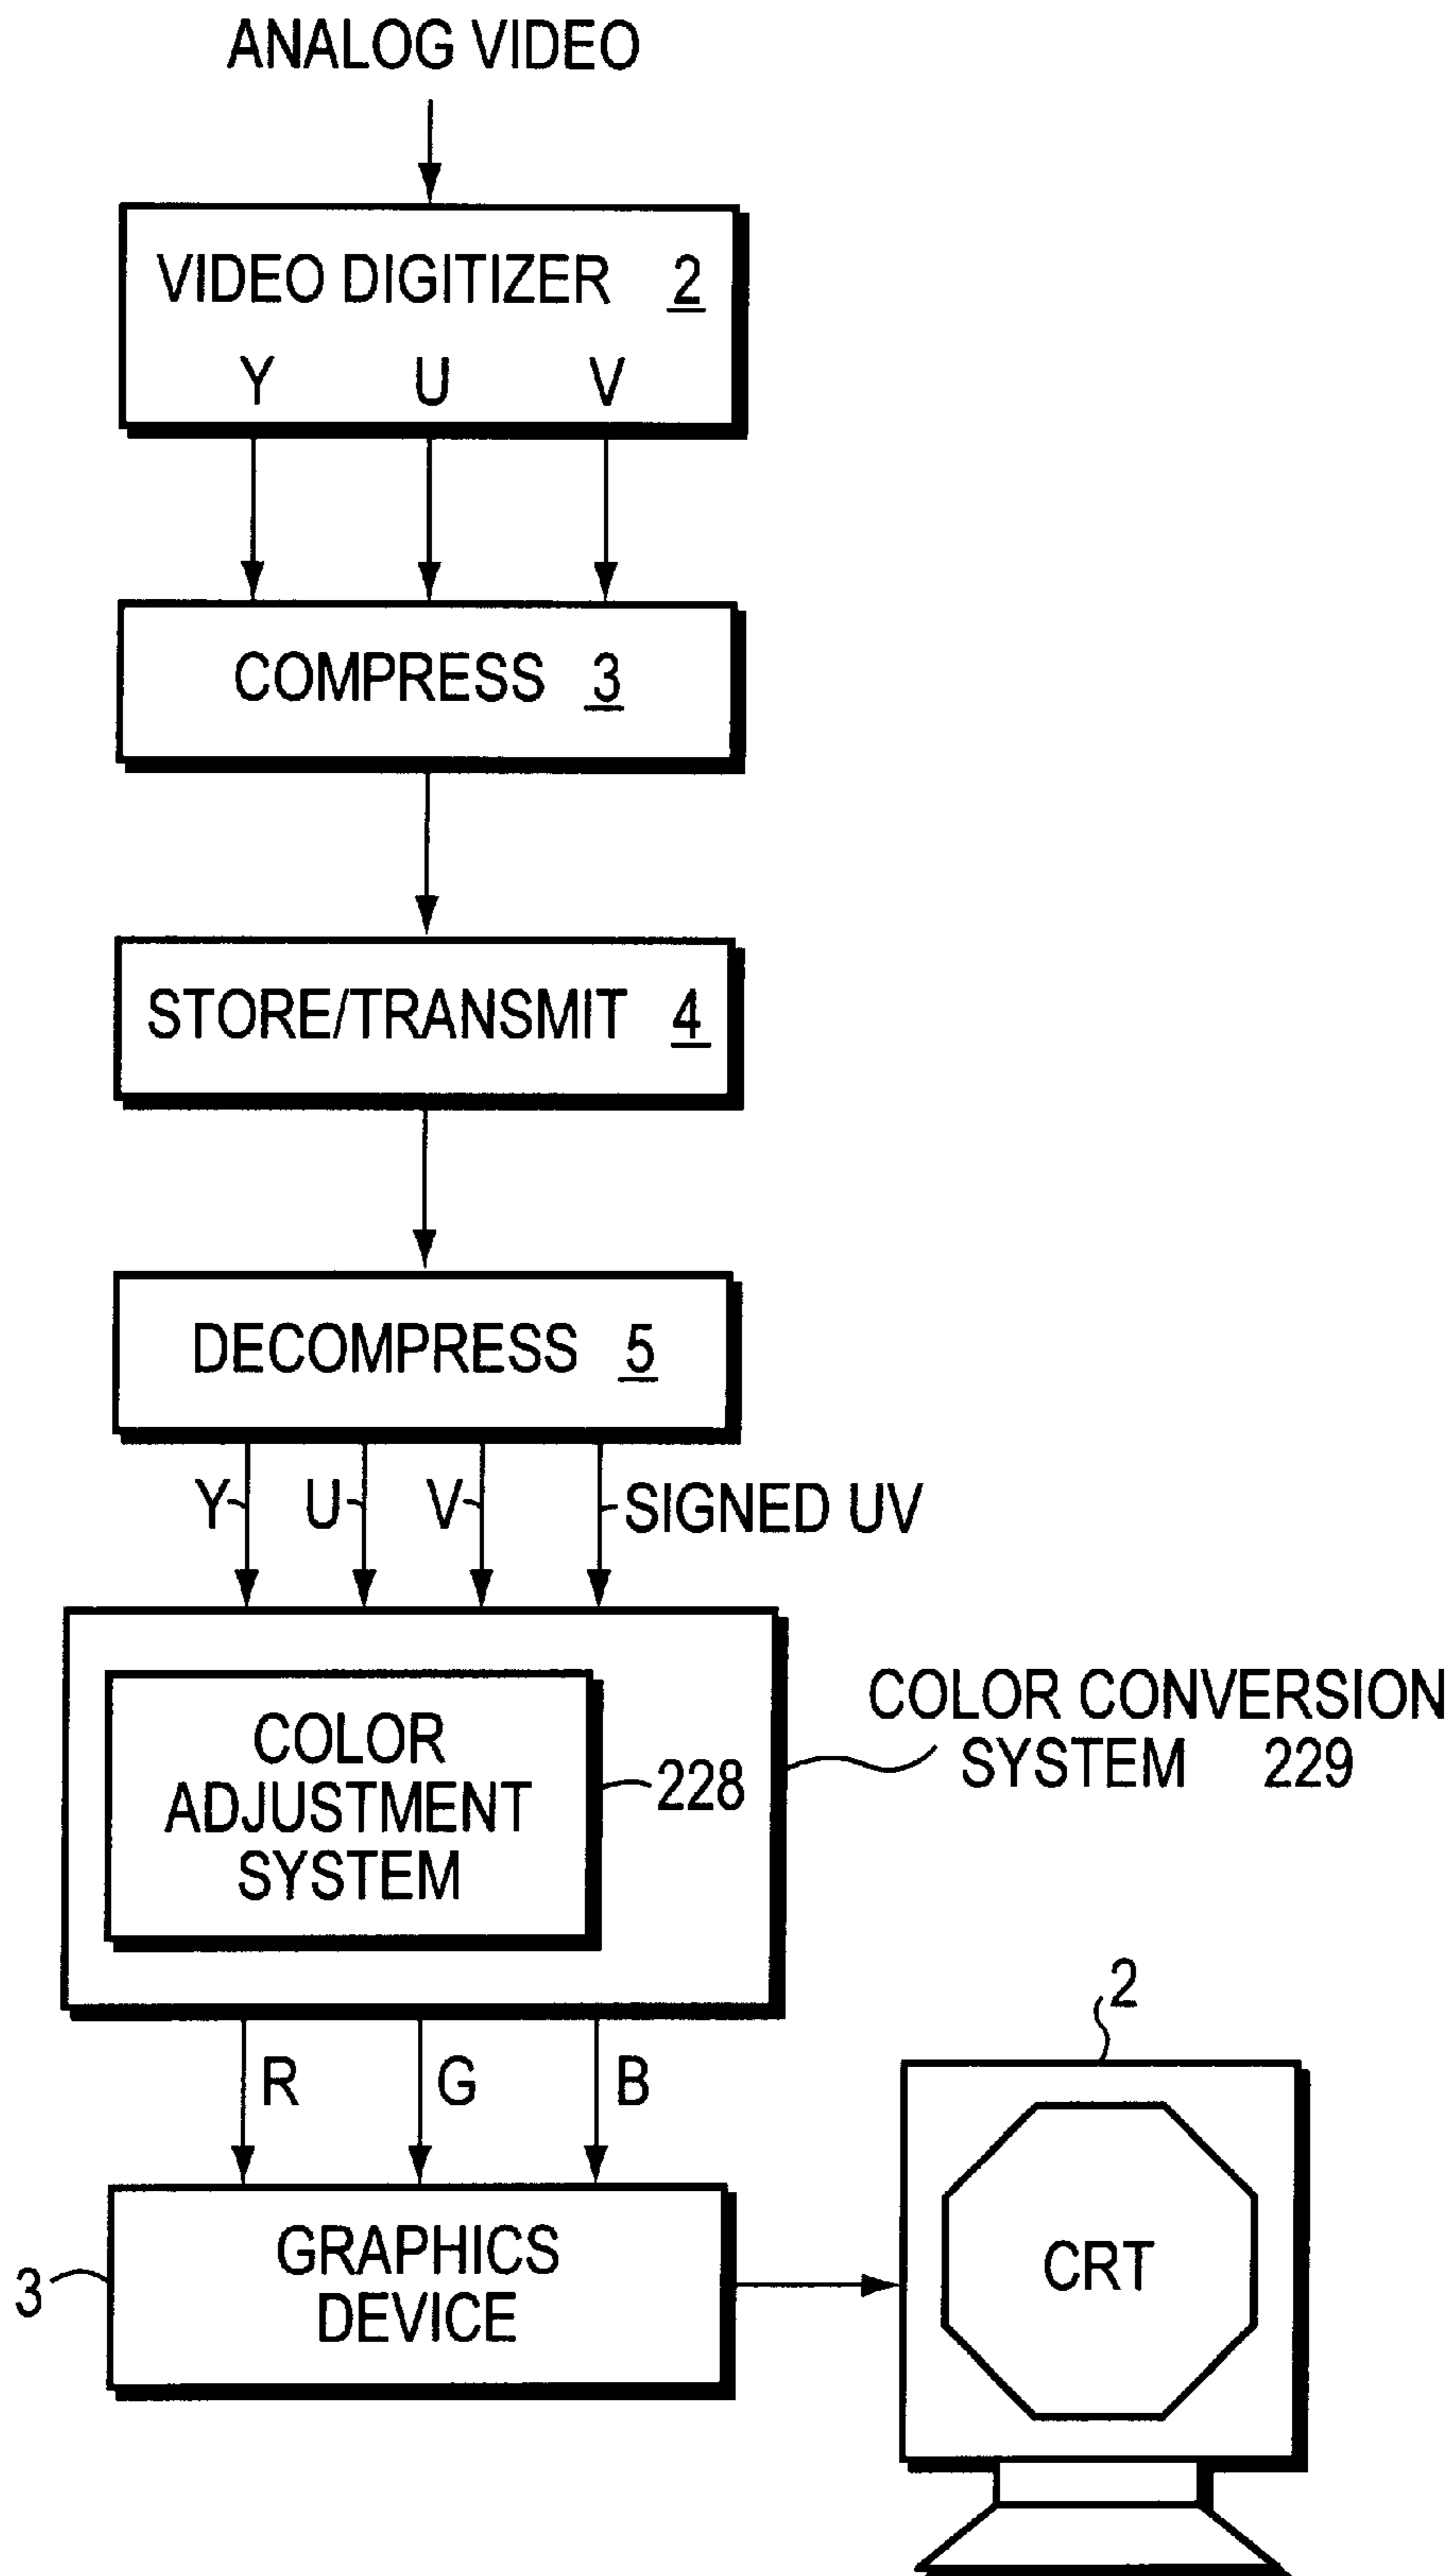 ANALOG VIDEO
VIDEO DIGITIZER 2
Y U V
COMPRESS 3
STORE/TRANSMIT 4
DECOMPRESS 5
Y U V SIGNED UV
COLOR
ADJUSTMENT
SYSTEM
228
COLOR CONVERSION
SYSTEM 229
R G B
2
GRAPHICS
DEVICE
3
CRT